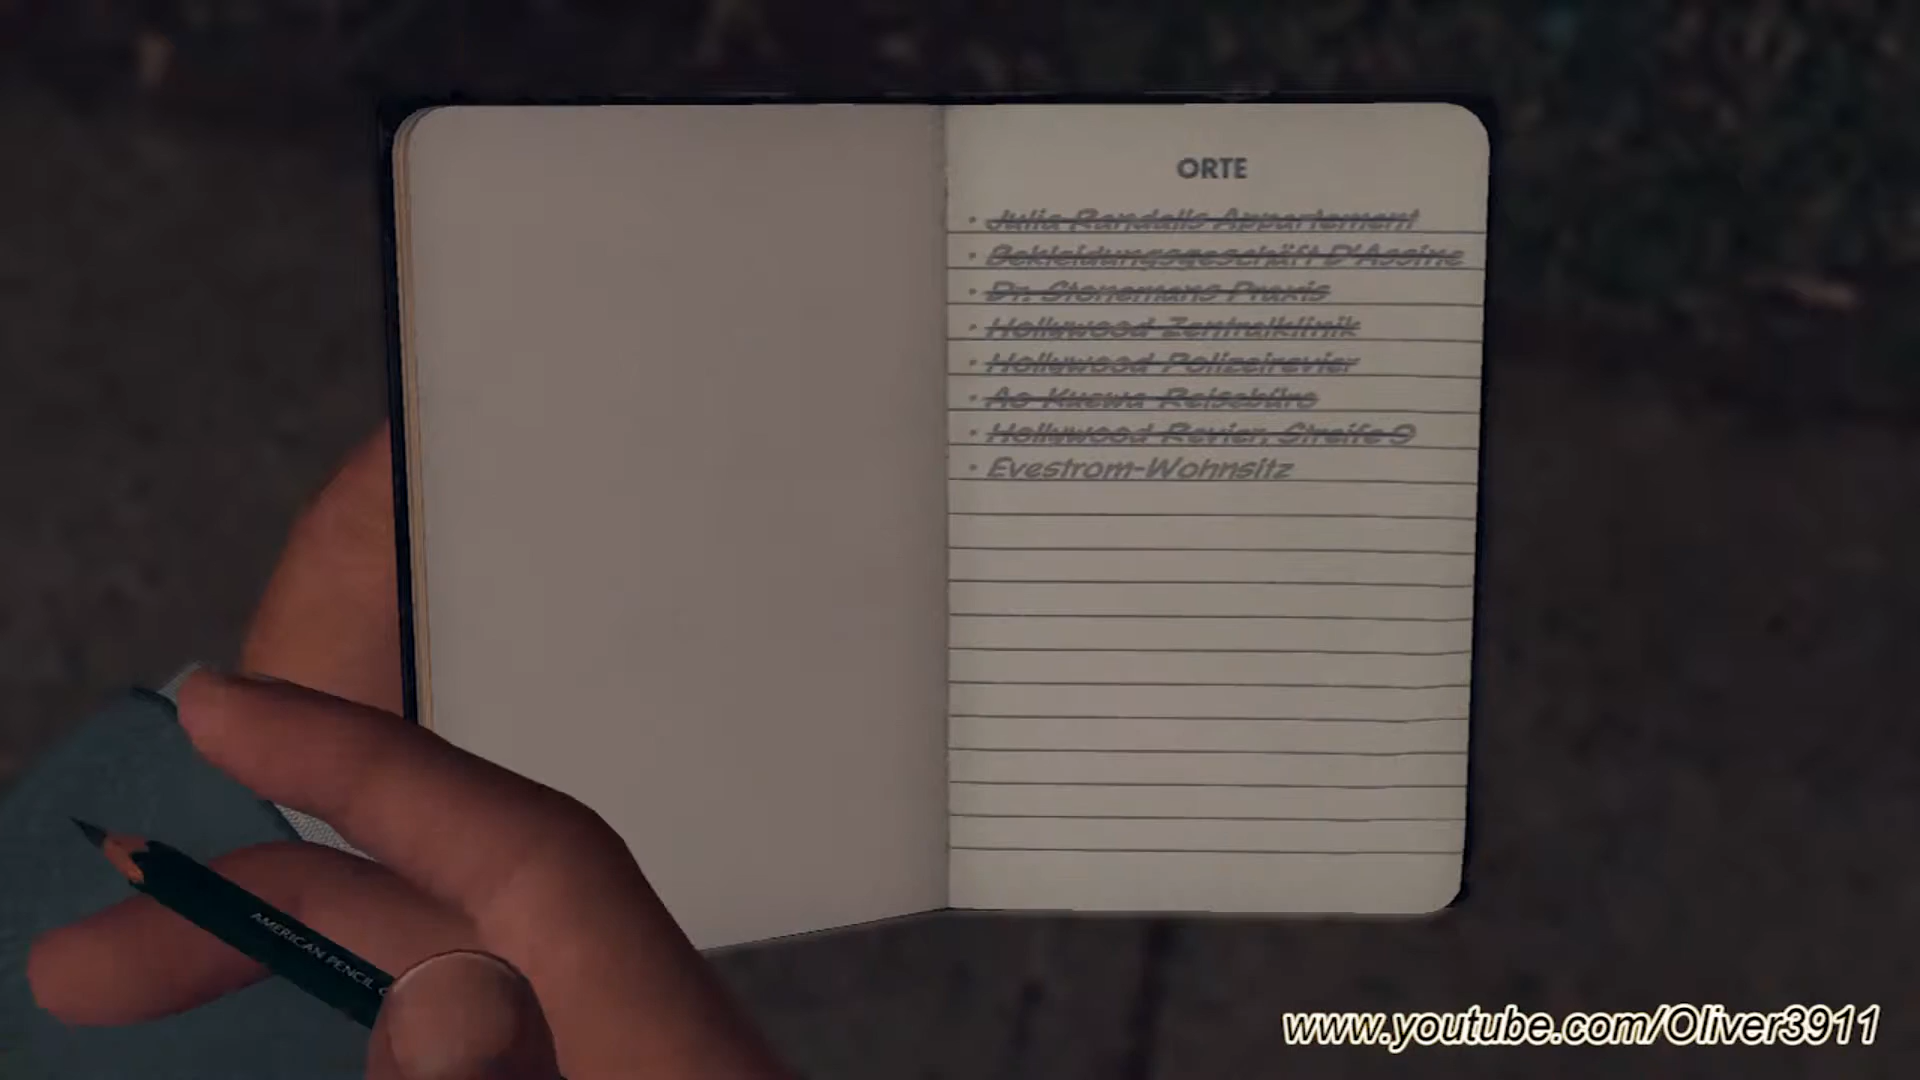 ORTE
• Julia Randalls Appartement
• Bekleidungsgeschäft D'Assine
• Dr. Stonemans Praxis
• Hollywood Zentralklinik
• Hollywood Polizeirevier
• Ao Kuewa Reisebüro
• Hollywood Revier, Streife 9
• Evestrom-Wohnsitz
AMERICAN PENCIL
www.youtube.com/Oliver3911